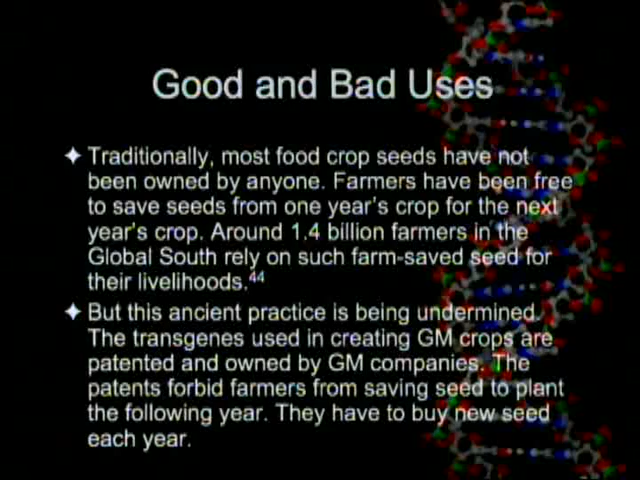 Good and Bad Uses
✦ Traditionally, most food crop seeds have not
been owned by anyone. Farmers have been free
to save seeds from one year's crop for the next
year's crop. Around 1.4 billion farmers in the
Global South rely on such farm-saved seed for
their livelihoods.⁴⁴
✦ But this ancient practice is being undermined.
The transgenes used in creating GM crops are
patented and owned by GM companies. The
patents forbid farmers from saving seed to plant
the following year. They have to buy new seed
each year.